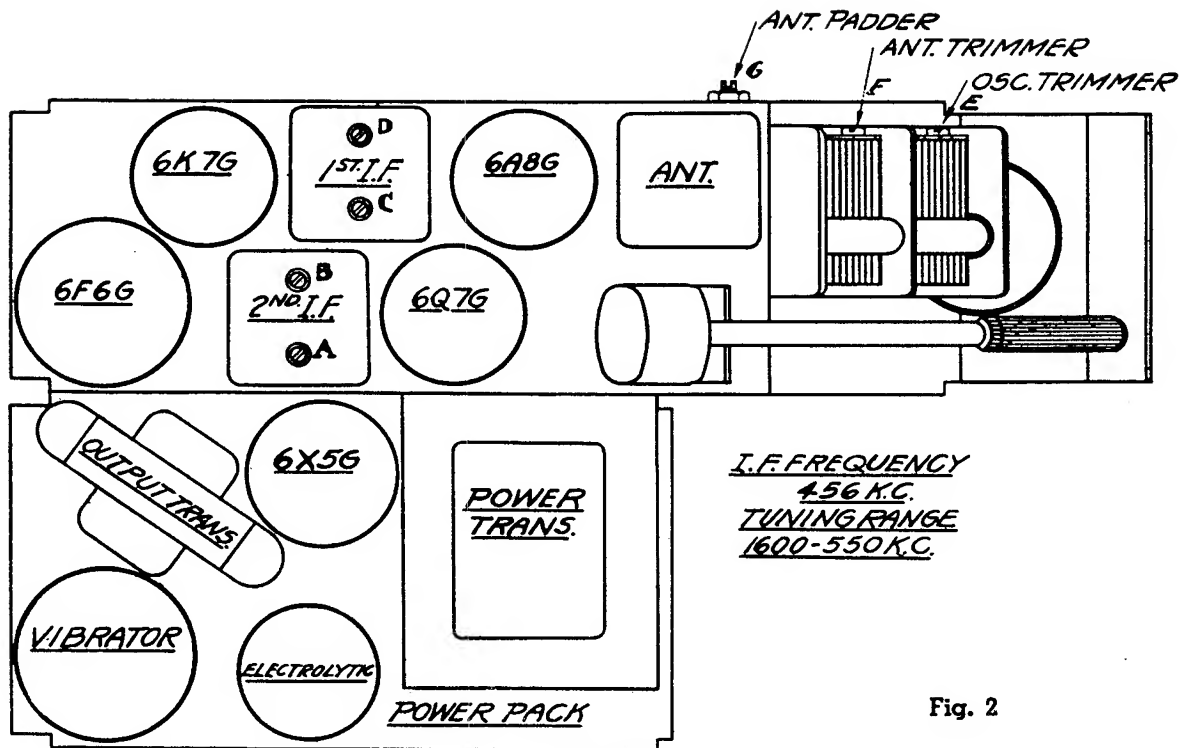 ANT. PADDER
ANT. TRIMMER
OSC. TRIMMER
G
F
E
6K7G
D
1ST. I.F.
C
6A8G
ANT.
6F6G
B
2ND. I.F.
A
6Q7G
OUTPUT TRANS.
6X5G
POWER
TRANS.
I.F. FREQUENCY
456 K.C.
TUNING RANGE
1600-550 K.C.
VIBRATOR
ELECTROLYTIC
POWER PACK
Fig. 2